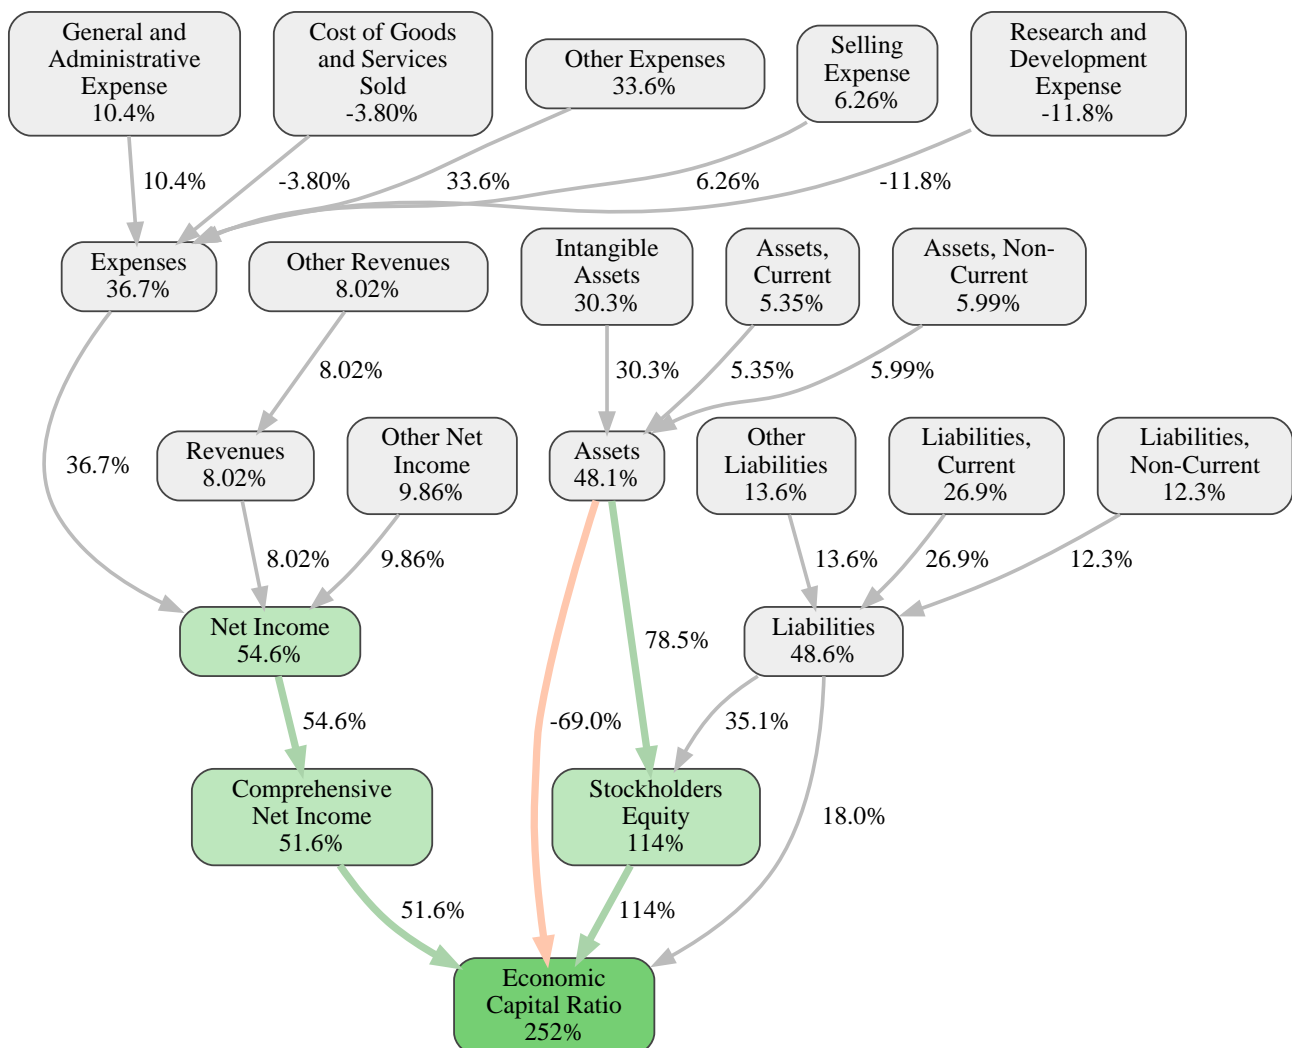 General and
Administrative
Expense
10.4%
Cost of Goods
and Services
Sold
-3.80%
Other Expenses
33.6%
Selling
Expense
6.26%
Research and
Development
Expense
-11.8%
10.4%
-3.80%
33.6%
6.26%
-11.8%
Expenses
36.7%
Other Revenues
8.02%
Intangible
Assets
30.3%
Assets,
Current
5.35%
Assets, Non-
Current
5.99%
8.02%
30.3%
5.35%
5.99%
36.7%
Revenues
8.02%
Other Net
Income
9.86%
Assets
48.1%
Other
Liabilities
13.6%
Liabilities,
Current
26.9%
Liabilities,
Non-Current
12.3%
8.02%
9.86%
13.6%
26.9%
12.3%
Net Income
54.6%
78.5%
Liabilities
48.6%
54.6%
-69.0%
35.1%
Comprehensive
Net Income
51.6%
Stockholders
Equity
114%
18.0%
51.6%
114%
Economic
Capital Ratio
252%